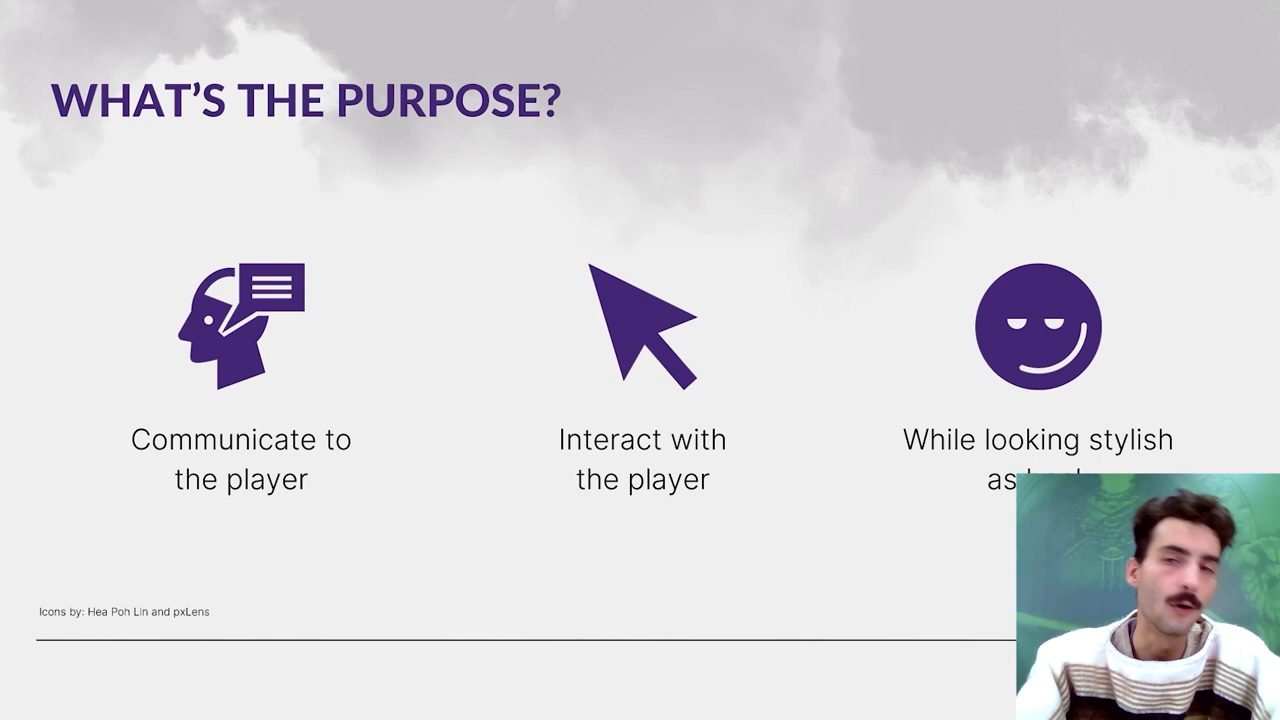 WHAT'S THE PURPOSE?
Communicate to
the player
Interact with
the player
While looking stylish
as
Icons by: Hea Poh Lin and pxLens